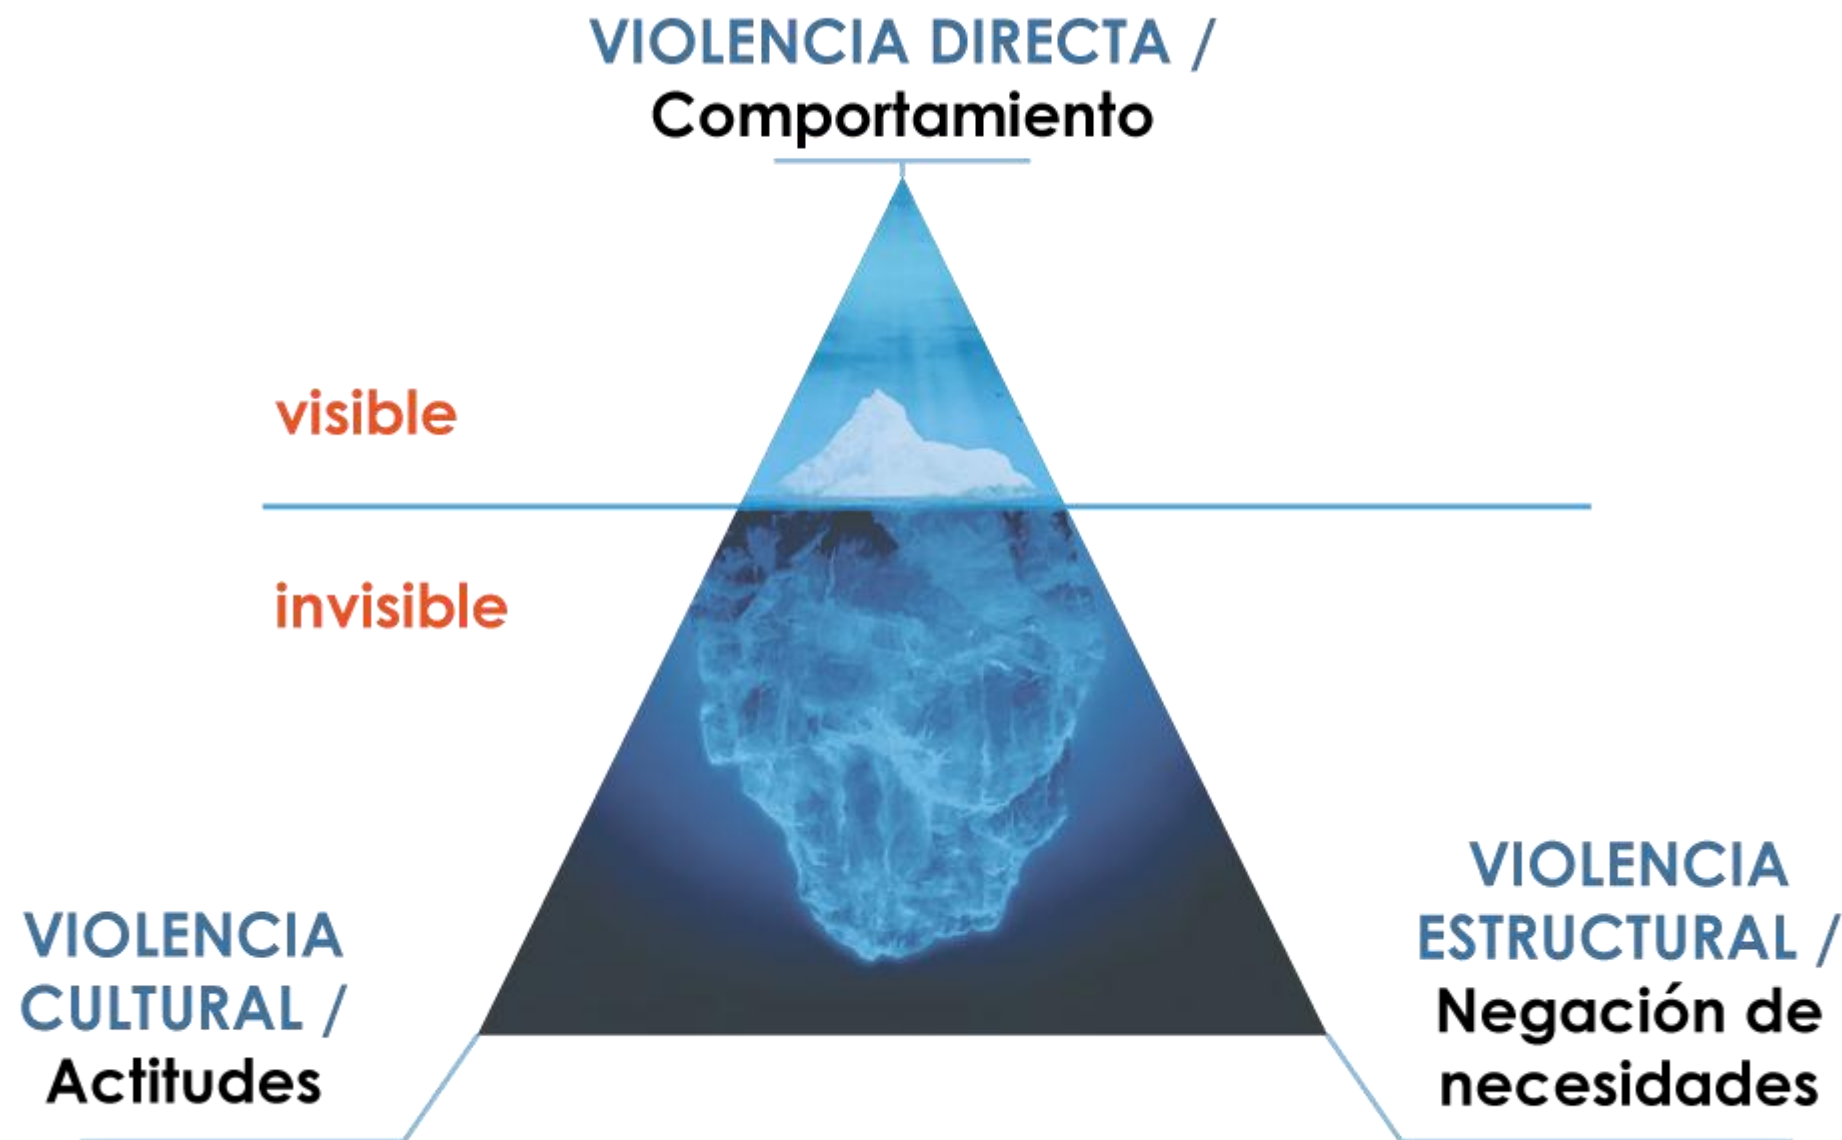 VIOLENCIA DIRECTA /
Comportamiento
visible
invisible
VIOLENCIA
CULTURAL /
Actitudes
VIOLENCIA
ESTRUCTURAL /
Negación de
necesidades